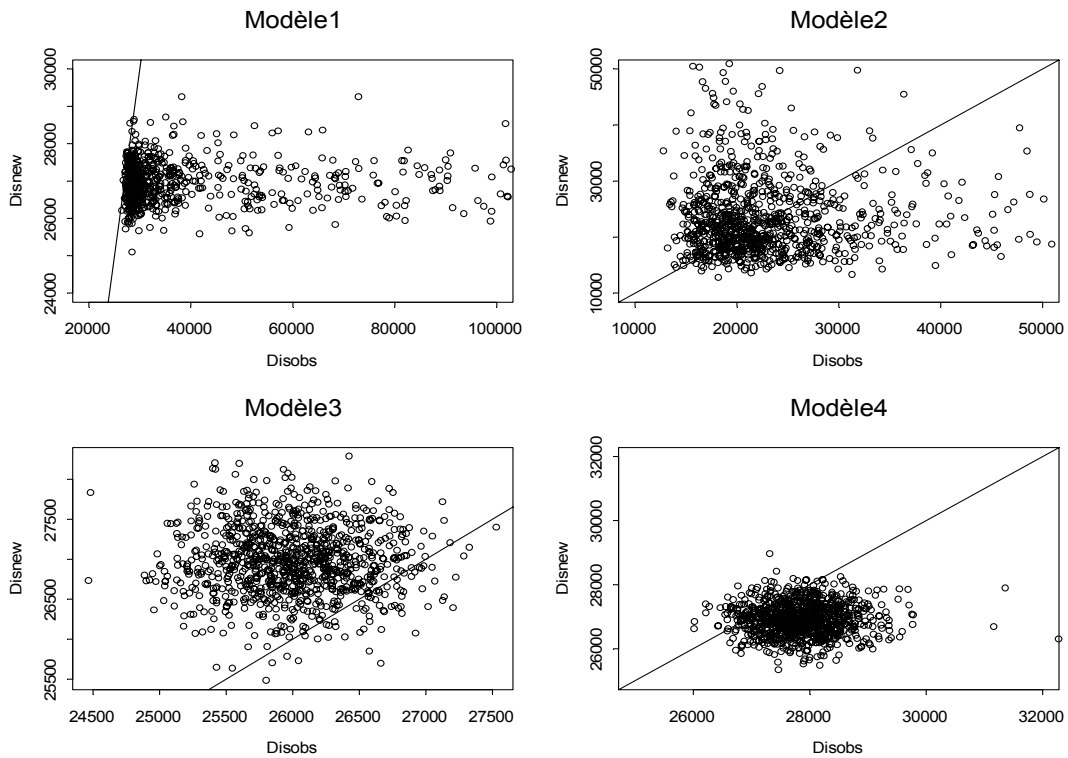 Modèle1
Disnew
24000 26000 28000 30000
20000 40000 60000 80000 100000
Disobs
Modèle2
Disnew
10000 30000 50000
10000 20000 30000 40000 50000
Disobs
Modèle3
Disnew
25500 26500 27500
24500 25000 25500 26000 26500 27000 27500
Disobs
Modèle4
Disnew
26000 28000 30000 32000
26000 28000 30000 32000
Disobs